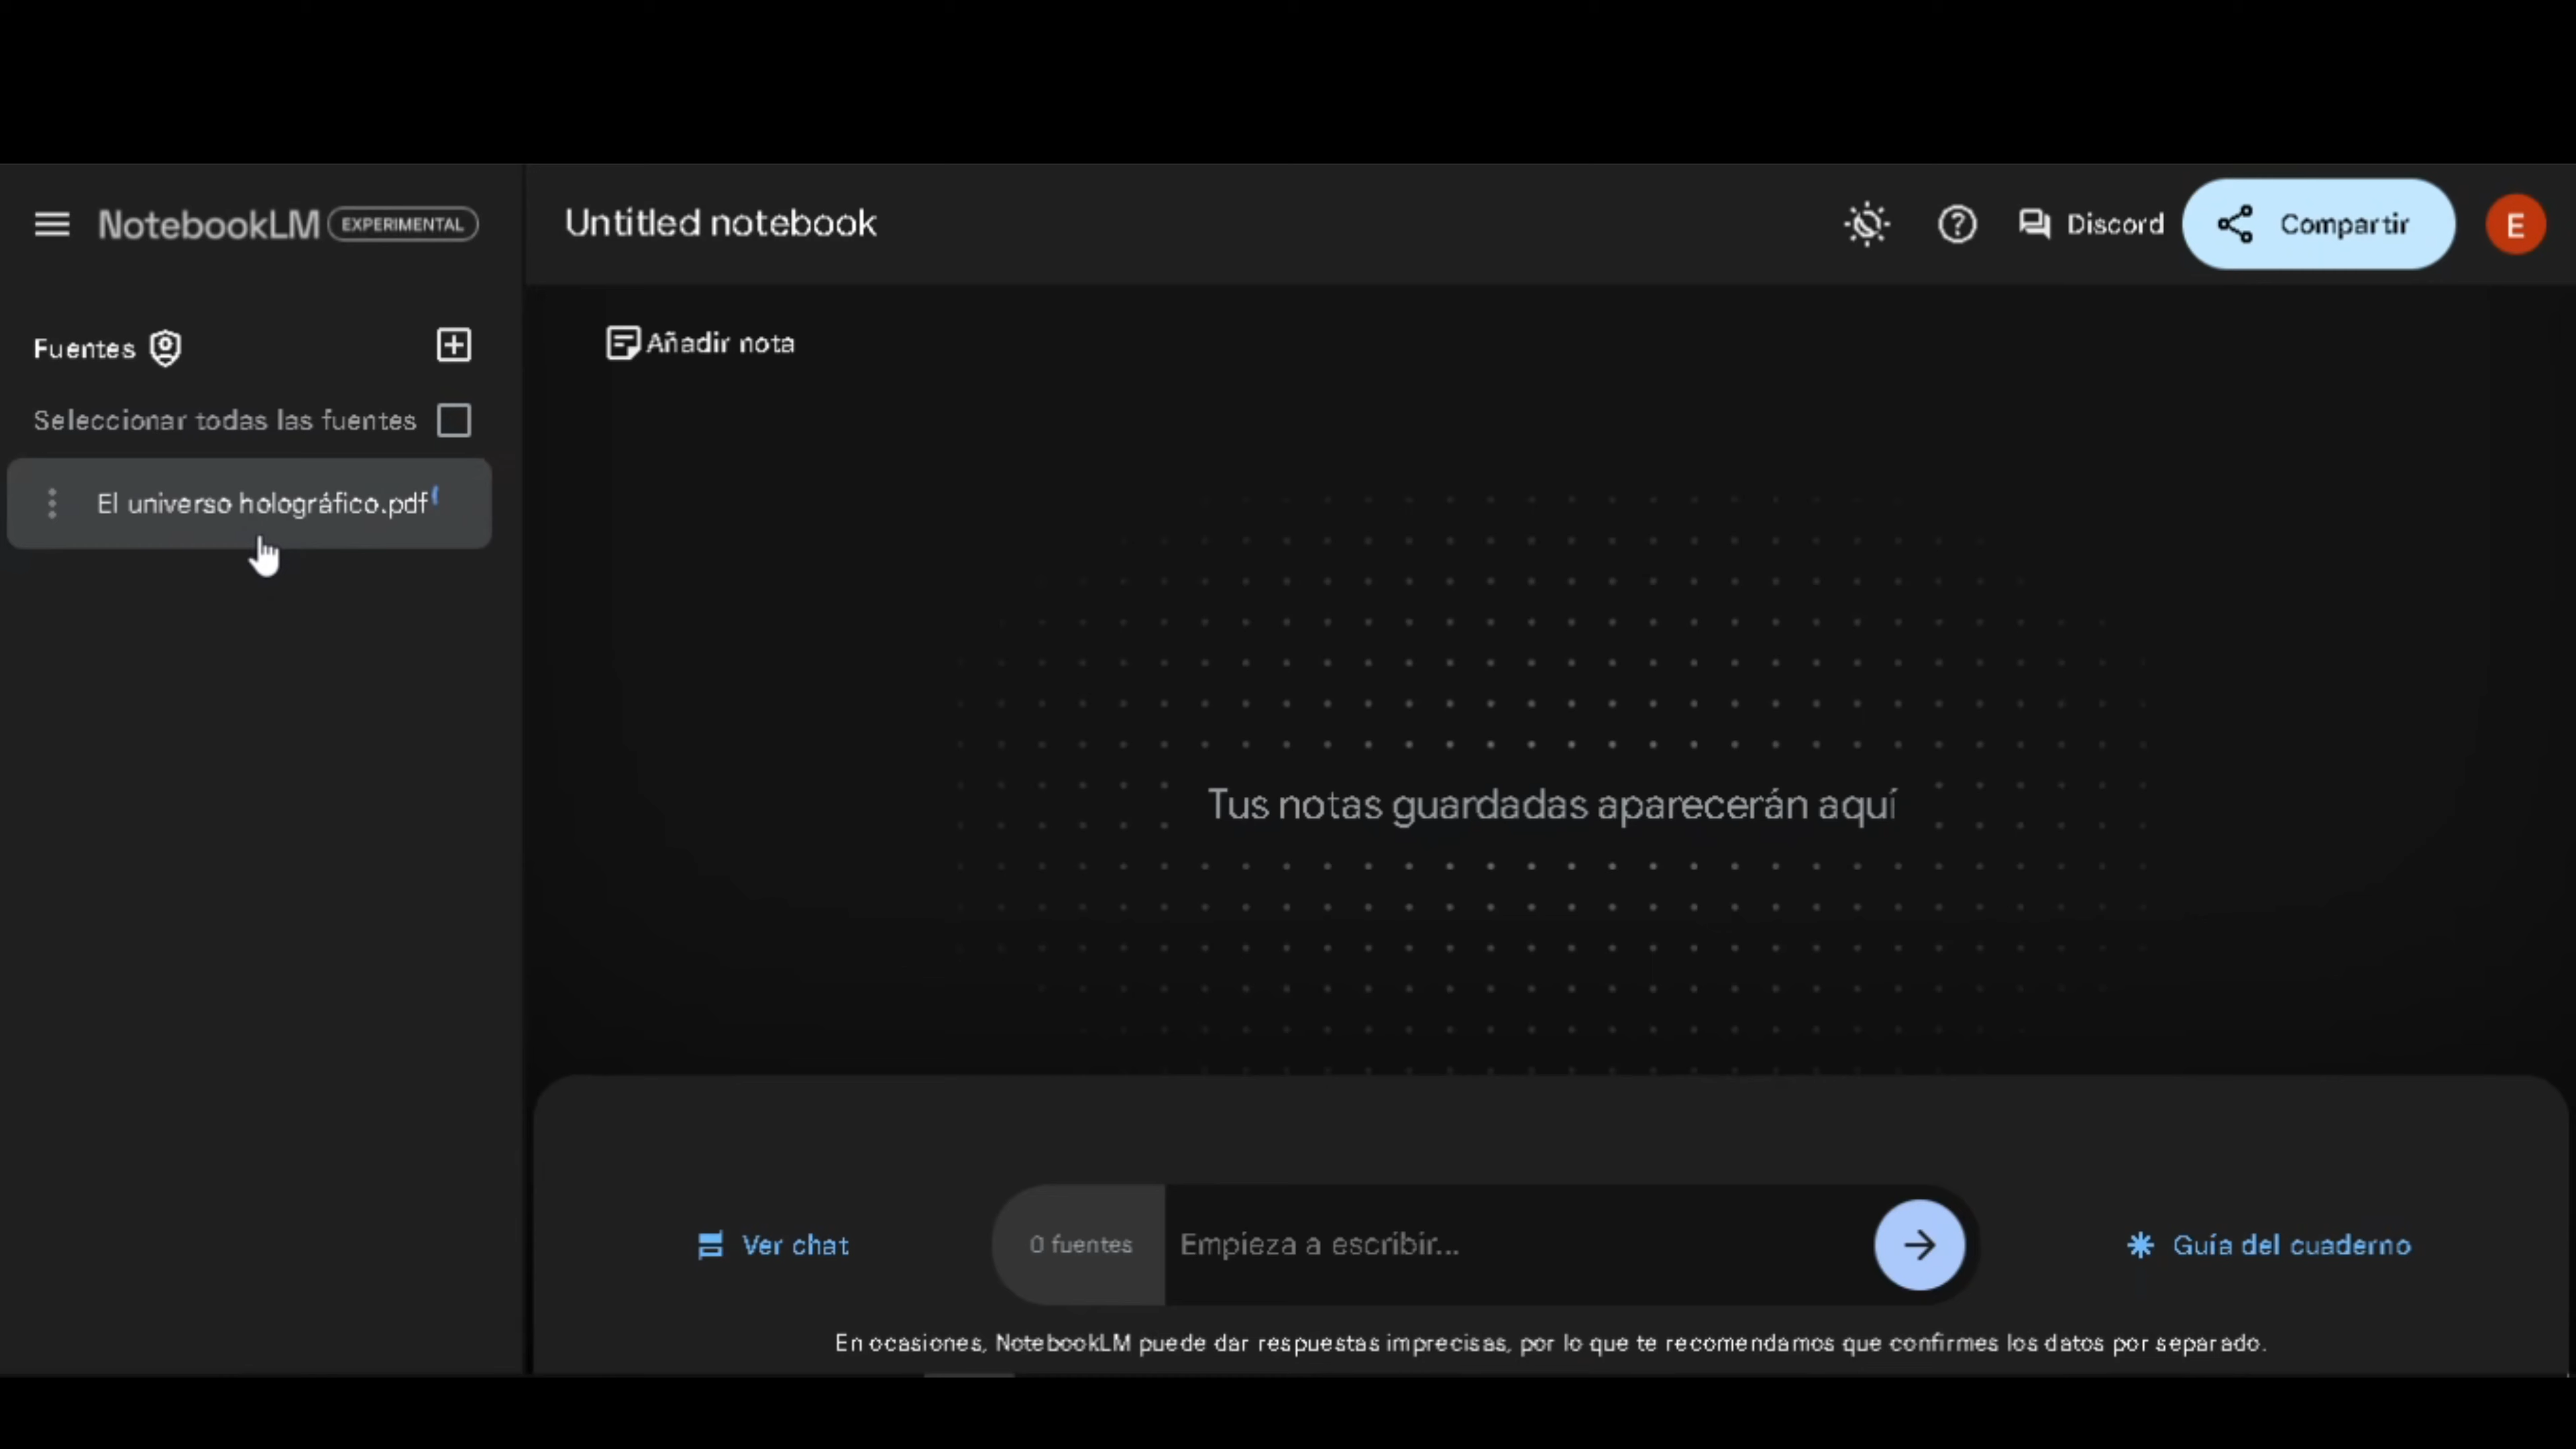 NotebookLM EXPERIMENTAL
Untitled notebook
Discord
Compartir
E
Fuentes
Añadir nota
Seleccionar todas las fuentes
El universo holográfico.pdf
Tus notas guardadas aparecerán aquí
Ver chat
0 fuentes
Empieza a escribir...
Guía del cuaderno
En ocasiones, NotebookLM puede dar respuestas imprecisas, por lo que te recomendamos que confirmes los datos por separado.